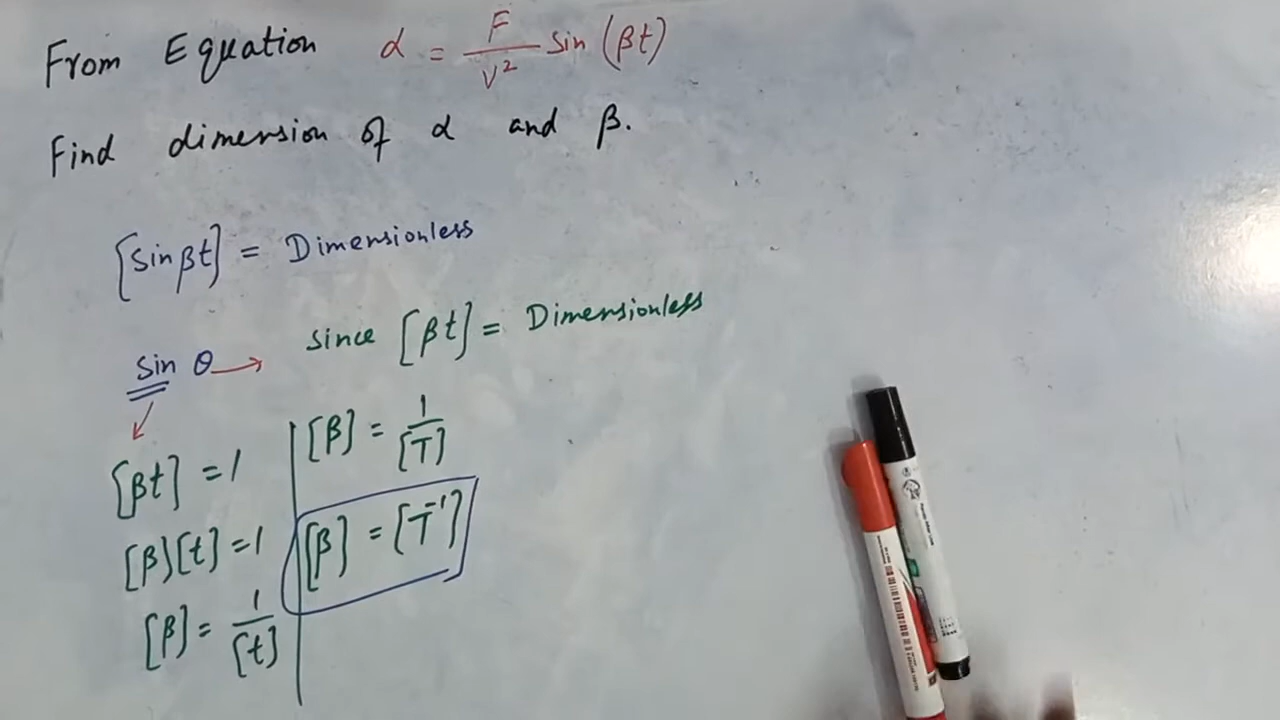 From Equation α = F/V² sin (βt)
Find dimension of α and β.
[sin βt] = Dimensionless
since [βt] = Dimensionless
sin θ →
[βt] = 1
[β][t] = 1
[β] = 1/[t]
[β] = 1/[T]
[β] = [T⁻¹]